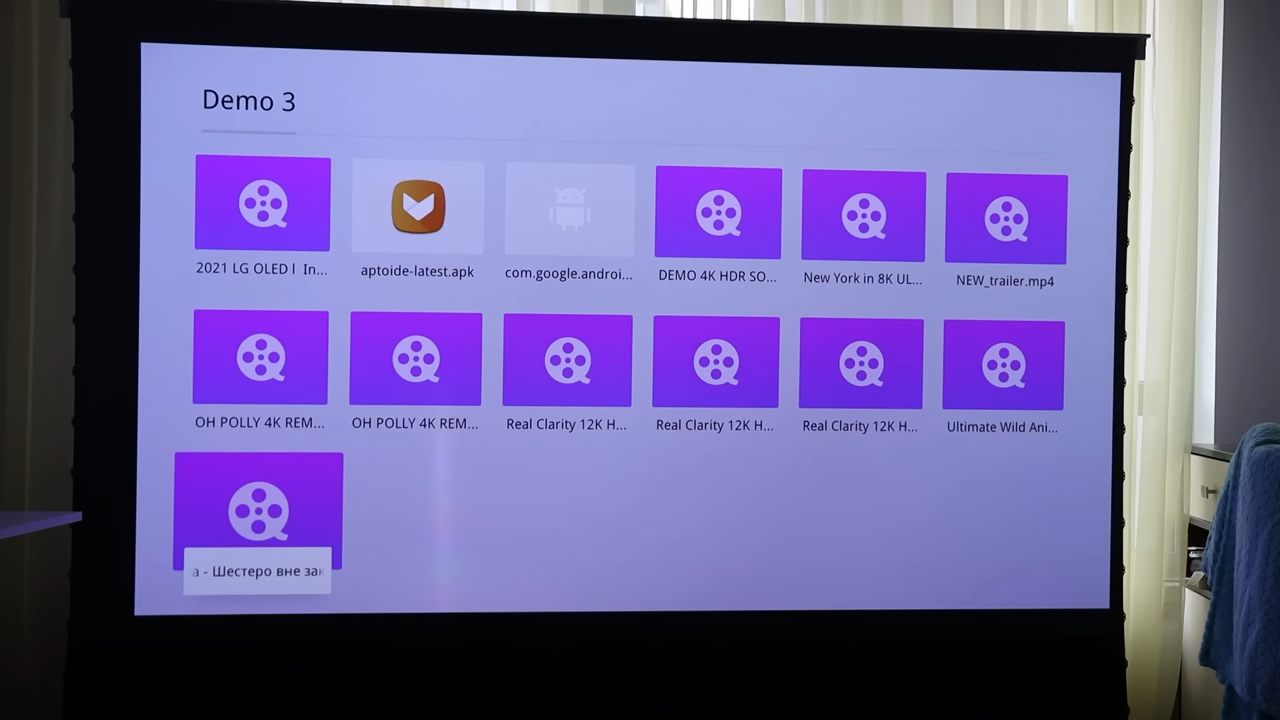 Demo 3
2021 LG OLED l In...
aptoide-latest.apk
com.google.androi...
DEMO 4K HDR SO...
New York in 8K UL...
NEW_trailer.mp4
OH POLLY 4K REM...
OH POLLY 4K REM...
Real Clarity 12K H...
Real Clarity 12K H...
Real Clarity 12K H...
Ultimate Wild Ani...
а - Шестеро вне зак